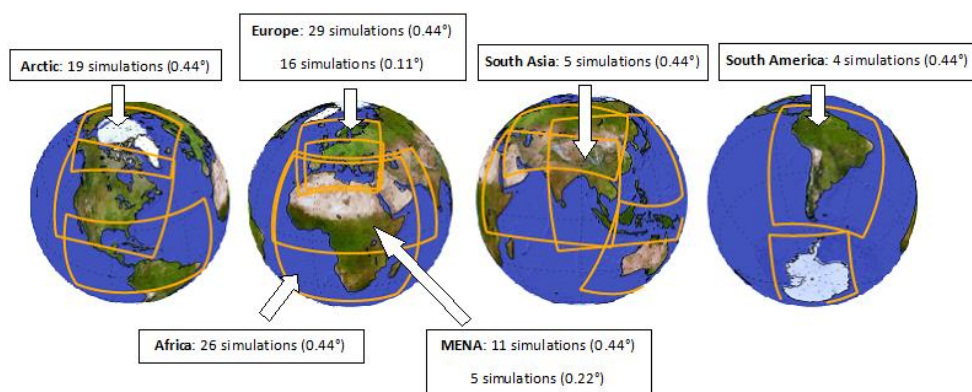 Arctic: 19 simulations (0.44°)
Europe: 29 simulations (0.44°)
16 simulations (0.11°)
South Asia: 5 simulations (0.44°)
South America: 4 simulations (0.44°)
Africa: 26 simulations (0.44°)
MENA: 11 simulations (0.44°)
5 simulations (0.22°)